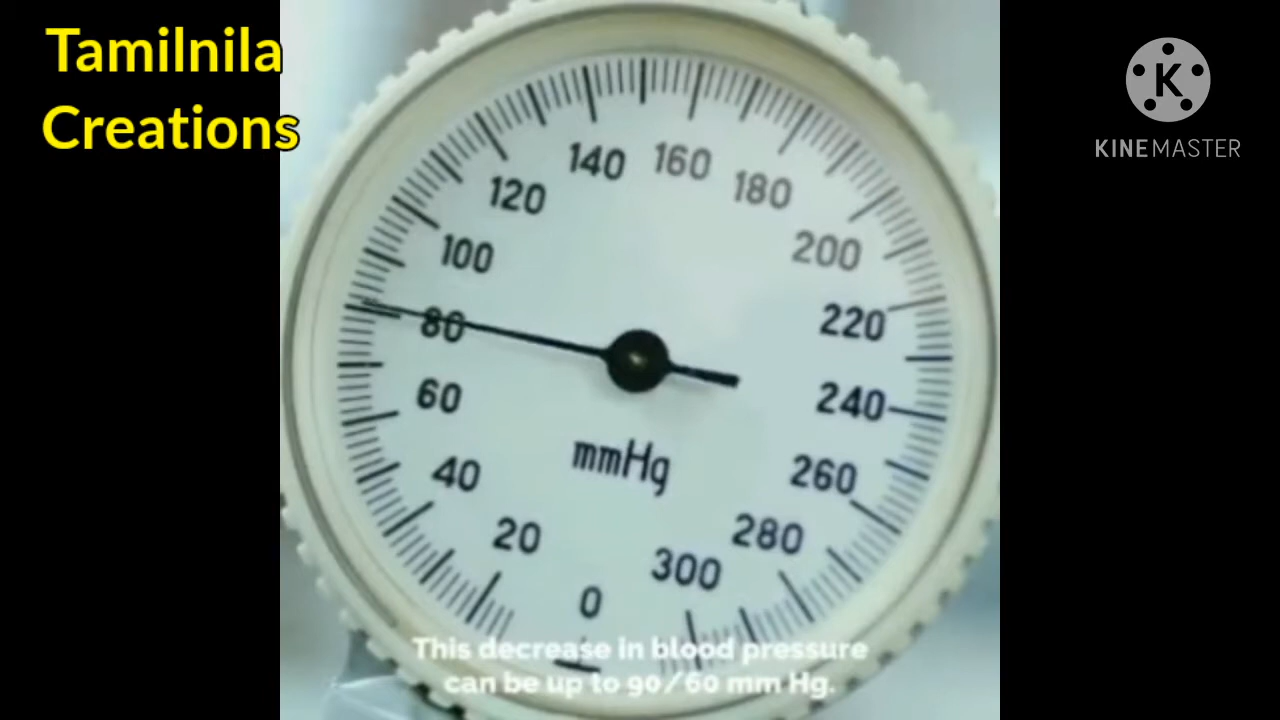 Tamilnila
Creations
K
KINEMASTER
140
160
120
180
100
200
80
220
60
240
mmHg
40
260
20
280
300
0
This decrease in blood pressure
can be up to 90/60 mm Hg.